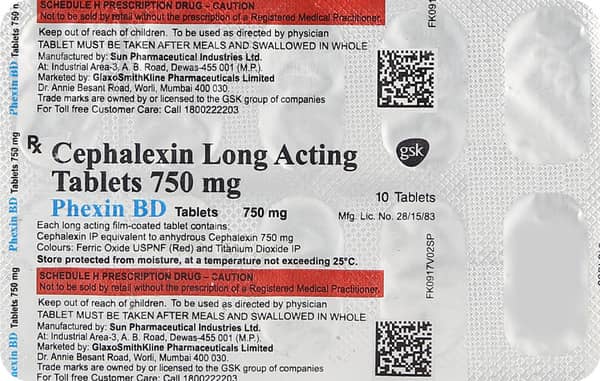 SCHEDULE H PRESCRIPTION DRUG – CAUTION
Not to be sold by retail without the prescription of a Registered Medical Practitioner.
Keep out of reach of children. To be used as directed by physician
TABLET MUST BE TAKEN AFTER MEALS AND SWALLOWED IN WHOLE
Manufactured by: Sun Pharmaceutical Industries Ltd.
At: Industrial Area-3, A. B. Road, Dewas-455 001 (M.P.).
Marketed by: GlaxoSmithKline Pharmaceuticals Limited
Dr. Annie Besant Road, Worli, Mumbai 400 030.
Trade marks are owned by or licensed to the GSK group of companies
For Toll free Customer Care: Call 1800222203
Rx Cephalexin Long Acting
Tablets 750 mg
gsk
Phexin BD Tablets 750 mg
10 Tablets
Mfg. Lic. No. 28/15/83
Each long acting film-coated tablet contains:
Cephalexin IP equivalent to anhydrous Cephalexin 750 mg
Colours: Ferric Oxide USPNF (Red) and Titanium Dioxide IP
Store protected from moisture, at a temperature not exceeding 25°C.
SCHEDULE H PRESCRIPTION DRUG – CAUTION
Not to be sold by retail without the prescription of a Registered Medical Practitioner.
Keep out of reach of children. To be used as directed by physician
TABLET MUST BE TAKEN AFTER MEALS AND SWALLOWED IN WHOLE
Manufactured by: Sun Pharmaceutical Industries Ltd.
At: Industrial Area-3, A. B. Road, Dewas-455 001 (M.P.).
Marketed by: GlaxoSmithKline Pharmaceuticals Limited
Dr. Annie Besant Road, Worli, Mumbai 400 030.
Trade marks are owned by or licensed to the GSK group of companies
For Toll free Customer Care: Call 1800222203
Phexin BD Tablets 750 m
Phexin BD Tablets 750 mg
Phexin BD Tablets 750 mg
FK0917
FK0917V02SP